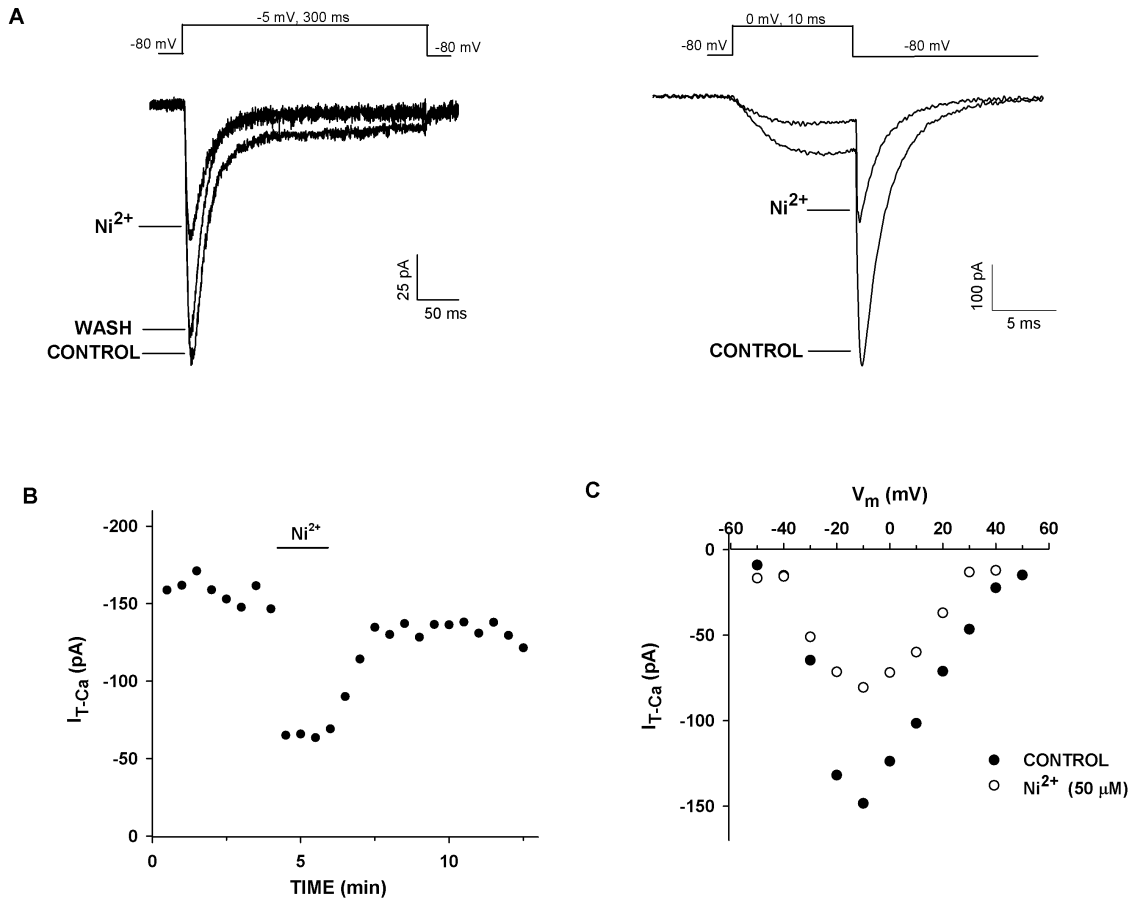 A
-5 mV, 300 ms
-80 mV
-80 mV
Ni2+
WASH
CONTROL
25 pA
50 ms
0 mV, 10 ms
-80 mV
-80 mV
Ni2+
CONTROL
100 pA
5 ms
B
Ni2+
-200
-150
-100
-50
0
IT-Ca (pA)
0 5 10
TIME (min)
C
Vm (mV)
-60 -40 -20 0 20 40 60
0
-50
-100
-150
IT-Ca (pA)
CONTROL
Ni2+ (50 μM)